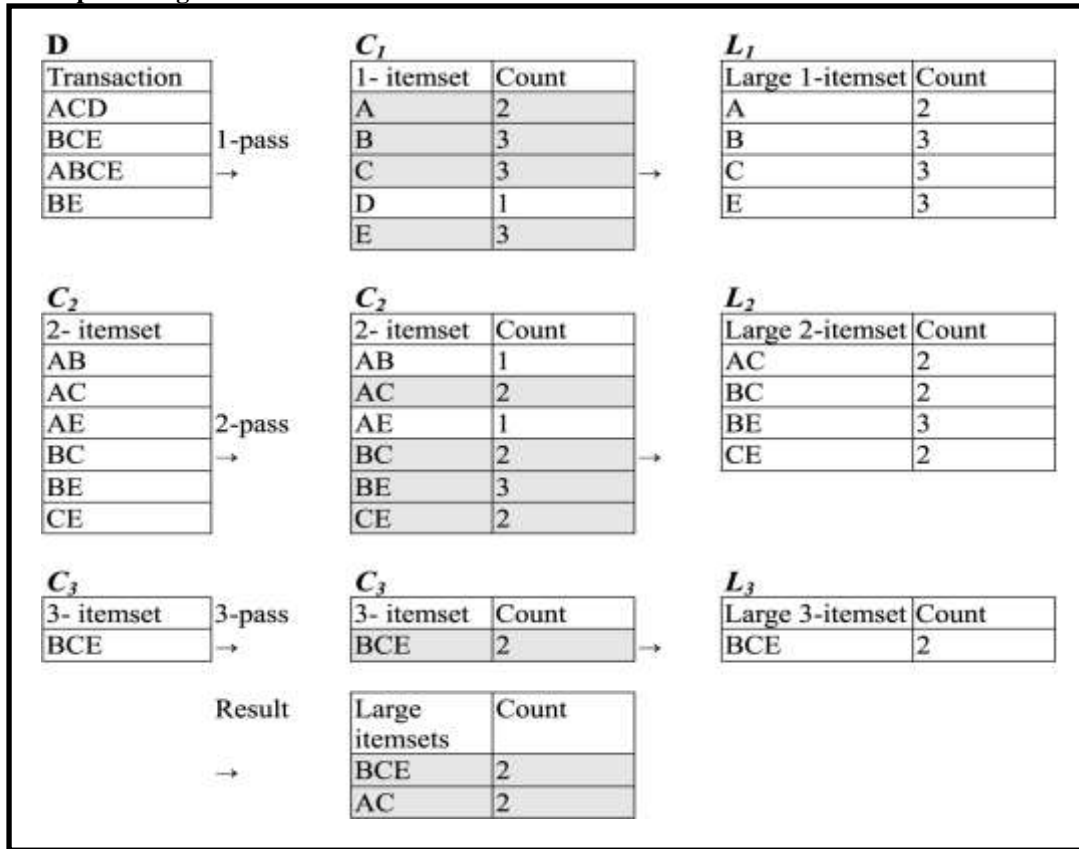 D
Transaction
ACD
BCE
ABCE
BE
1-pass
→
C1
1- itemset Count
A 2
B 3
C 3
D 1
E 3
→
L1
Large 1-itemset Count
A 2
B 3
C 3
E 3
C2
2- itemset
AB
AC
AE
BC
BE
CE
2-pass
→
C2
2- itemset Count
AB 1
AC 2
AE 1
BC 2
BE 3
CE 2
→
L2
Large 2-itemset Count
AC 2
BC 2
BE 3
CE 2
C3
3- itemset
BCE
3-pass
→
C3
3- itemset Count
BCE 2
→
L3
Large 3-itemset Count
BCE 2
Result
→
Large Count
itemsets
BCE 2
AC 2